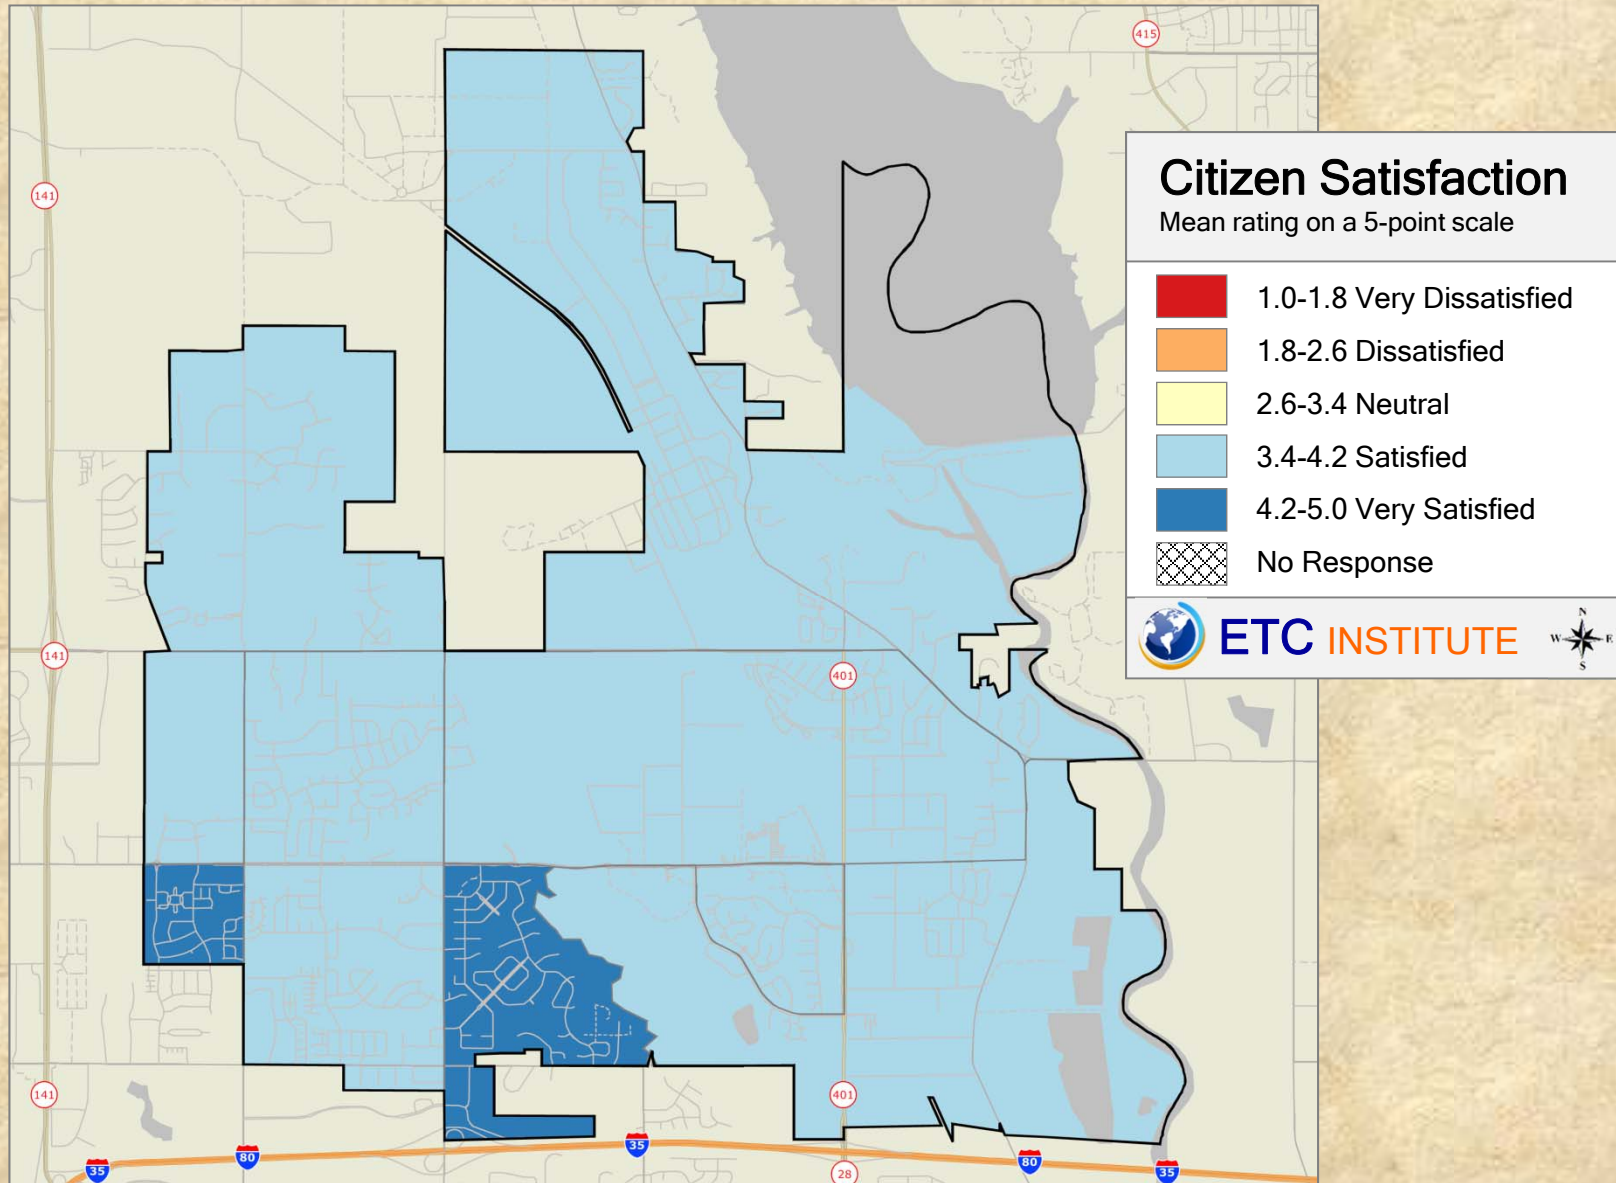 415
141
Citizen Satisfaction
Mean rating on a 5-point scale
1.0-1.8 Very Dissatisfied
1.8-2.6 Dissatisfied
2.6-3.4 Neutral
3.4-4.2 Satisfied
4.2-5.0 Very Satisfied
No Response
ETC INSTITUTE
N
W E
S
141
401
141
401
35
80
35
28
80
35